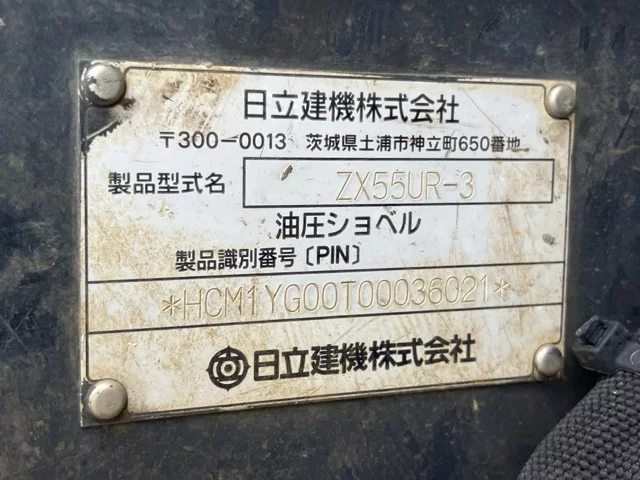 日立建機株式会社
〒300-0013 茨城県土浦市神立町650番地
製品型式名 ZX55UR-3
油圧ショベル
製品識別番号〔PIN〕
*HCM1YG00T00036021*
日立建機株式会社